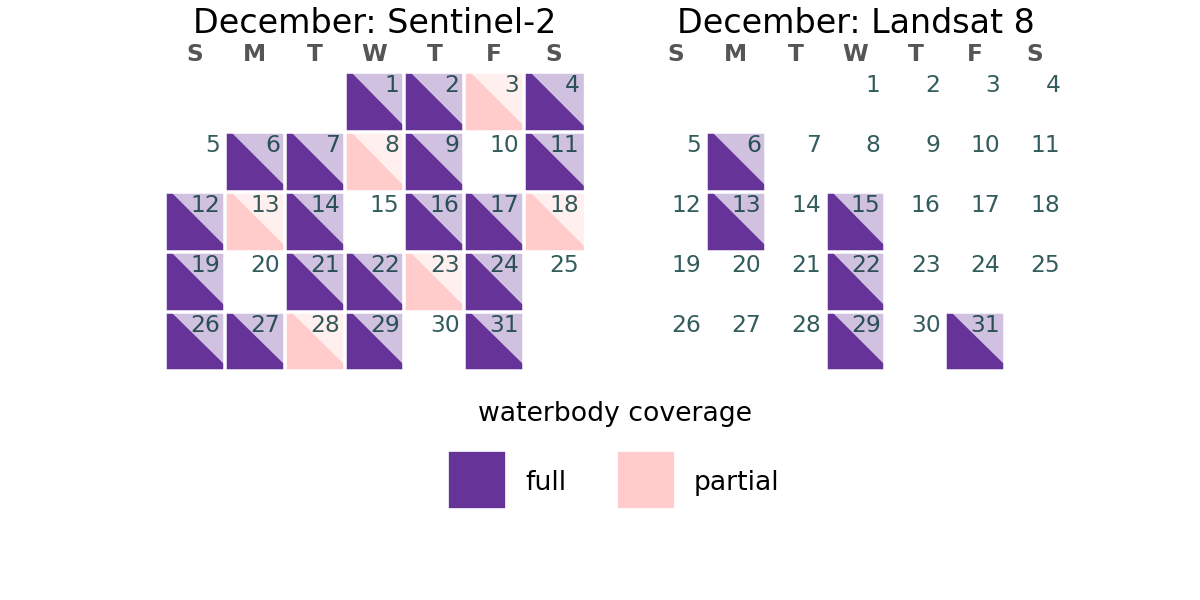 December: Sentinel-2
S M T W T F S
1 2 3 4
5 6 7 8 9 10 11
12 13 14 15 16 17 18
19 20 21 22 23 24 25
26 27 28 29 30 31
December: Landsat 8
S M T W T F S
1 2 3 4
5 6 7 8 9 10 11
12 13 14 15 16 17 18
19 20 21 22 23 24 25
26 27 28 29 30 31
waterbody coverage
full partial